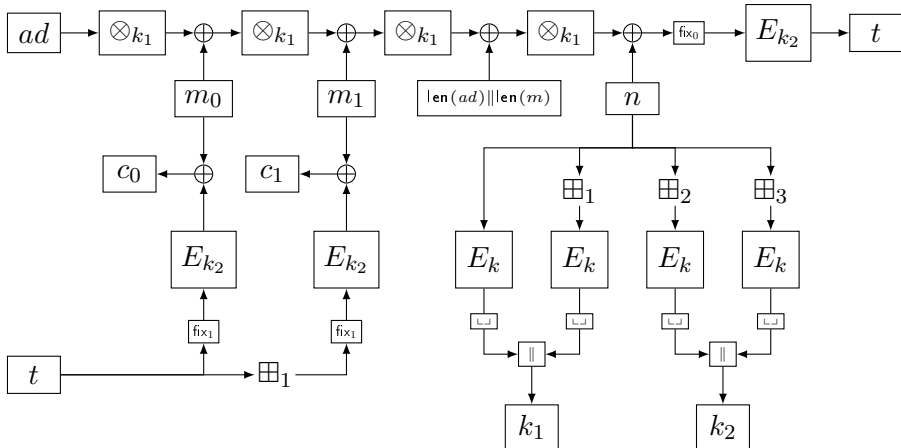 ad ⊗k1 ⊕ ⊗k1 ⊕ ⊗k1 ⊕ ⊗k1 ⊕ fix0 Ek2 t
m0 m1 len(ad)‖len(m) n
c0 ⊕ c1 ⊕
⊞1 ⊞2 ⊞3
Ek2 Ek2 Ek Ek Ek Ek
fix1 fix1 ␣ ␣ ␣ ␣
‖ ‖
t ⊞1
k1 k2